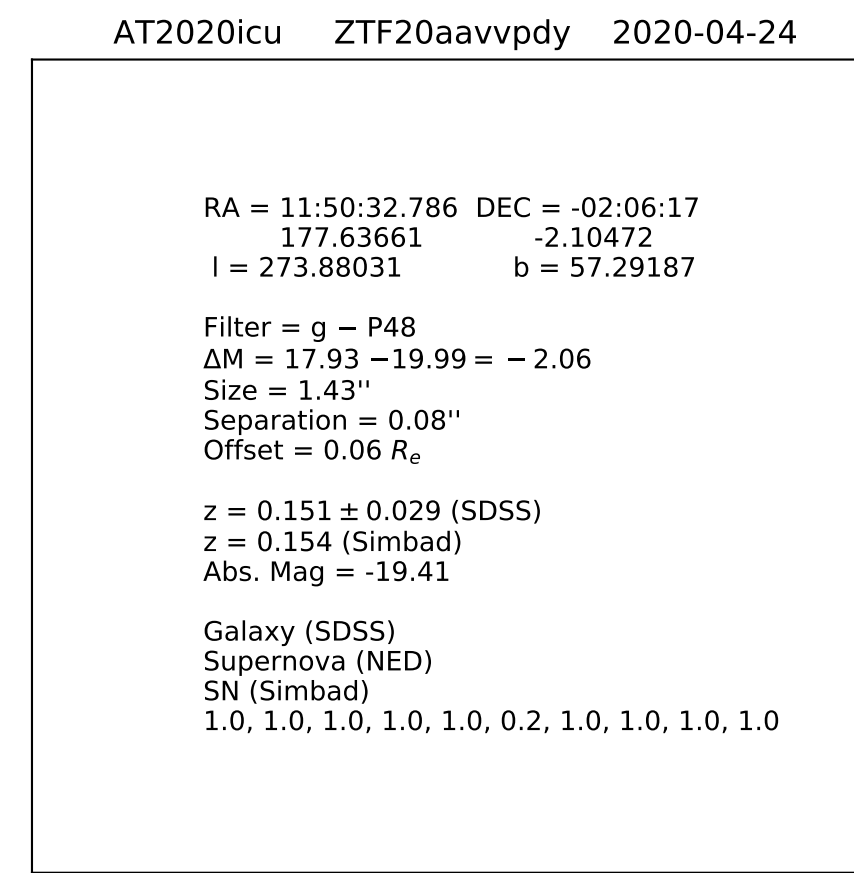 AT2020icu ZTF20aavvpdy 2020-04-24
RA = 11:50:32.786 DEC = -02:06:17
177.63661 -2.10472
l = 273.88031 b = 57.29187
Filter = g − P48
ΔM = 17.93 −19.99 = − 2.06
Size = 1.43''
Separation = 0.08''
Offset = 0.06 Rₑ
z = 0.151 ± 0.029 (SDSS)
z = 0.154 (Simbad)
Abs. Mag = -19.41
Galaxy (SDSS)
Supernova (NED)
SN (Simbad)
1.0, 1.0, 1.0, 1.0, 1.0, 0.2, 1.0, 1.0, 1.0, 1.0